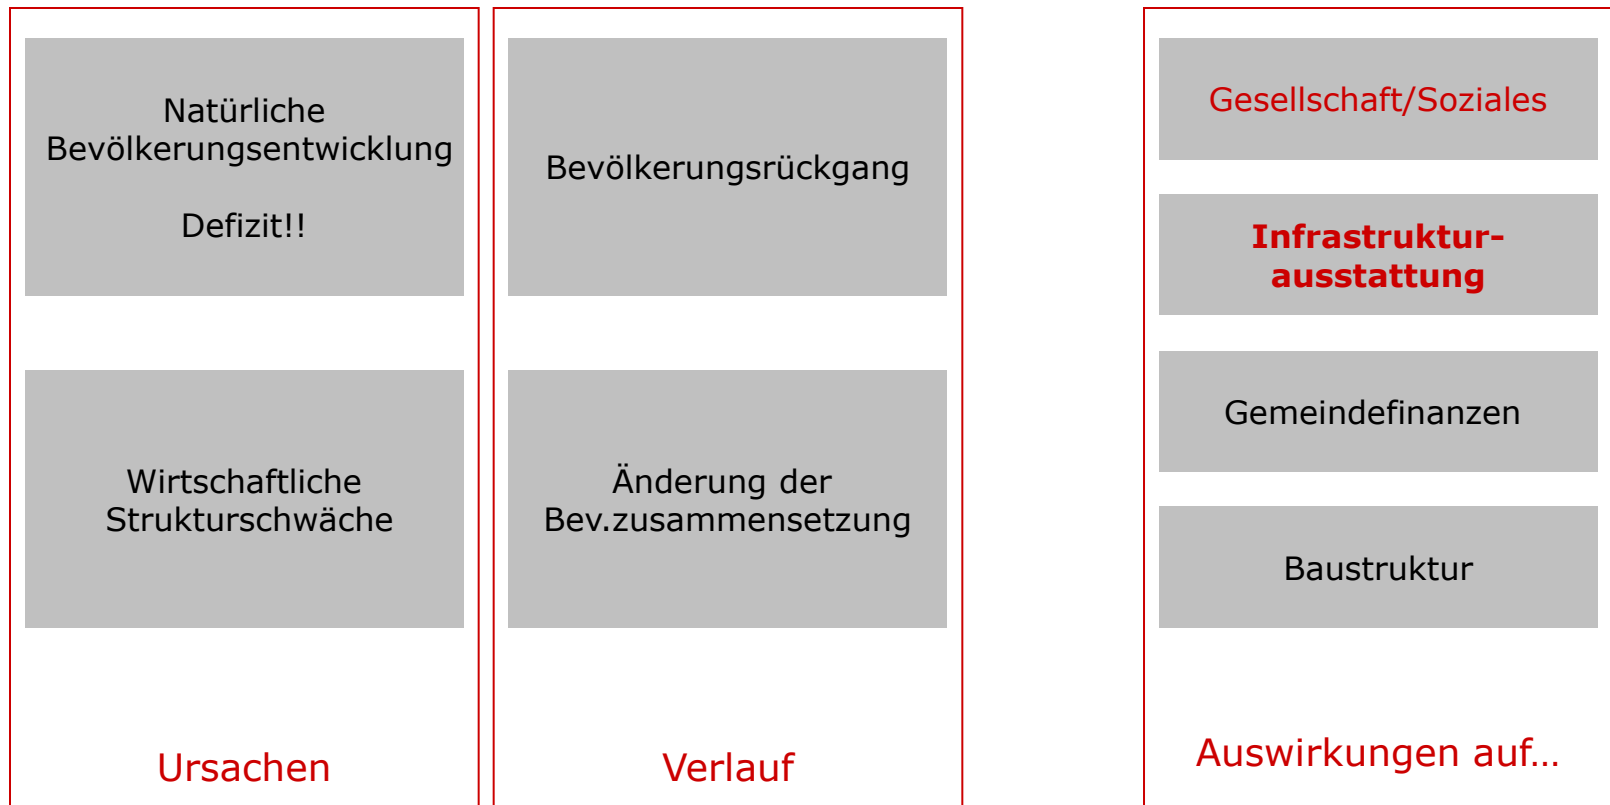 Natürliche
Bevölkerungsentwicklung
Defizit!!
Wirtschaftliche
Strukturschwäche
Ursachen
Bevölkerungsrückgang
Änderung der
Bev.zusammensetzung
Verlauf
Gesellschaft/Soziales
Infrastruktur-
ausstattung
Gemeindefinanzen
Baustruktur
Auswirkungen auf…